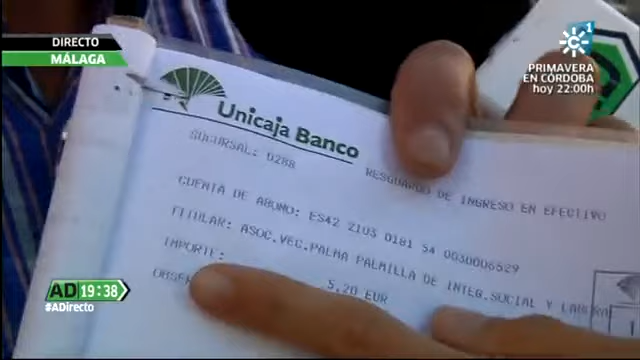 DIRECTO
MÁLAGA
1
PRIMAVERA
EN CÓRDOBA
hoy 22:00h
Unicaja Banco
SUCURSAL: 0288
RESGUARDO DE INGRESO EN EFECTIVO
CUENTA DE ABONO: ES42 2103 0181 54 0030006529
TITULAR: ASOC.VEC.PALMA PALMILLA DE INTEG.SOCIAL Y LABORA
IMPORTE:
5,20 EUR
AD 19:38
#ADirecto